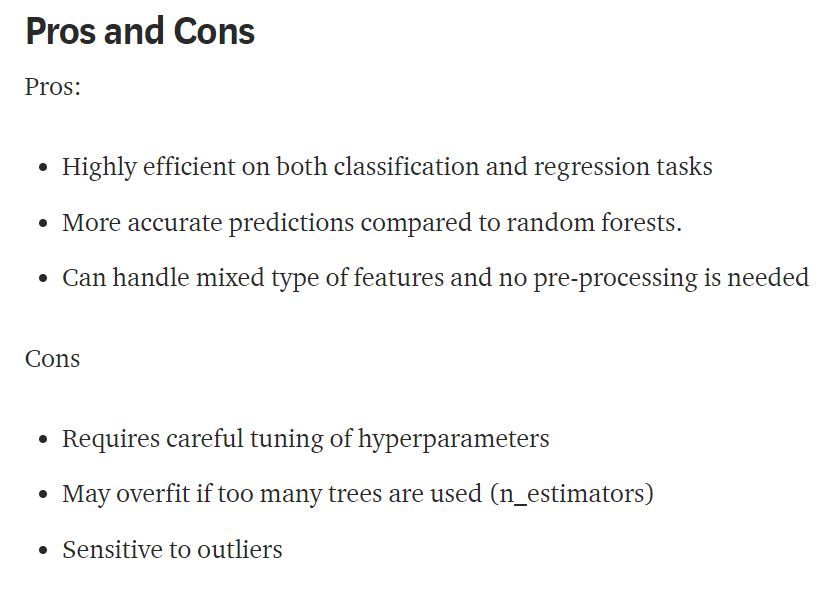 Pros and Cons
Pros:
• Highly efficient on both classification and regression tasks
• More accurate predictions compared to random forests.
• Can handle mixed type of features and no pre-processing is needed
Cons
• Requires careful tuning of hyperparameters
• May overfit if too many trees are used (n_estimators)
• Sensitive to outliers